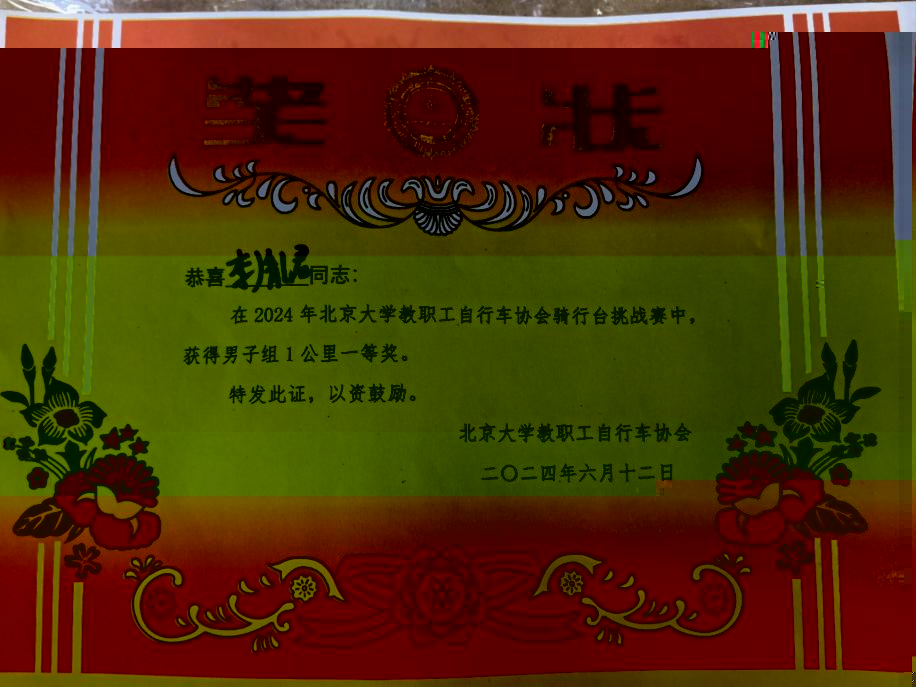 奖状
恭喜同志：
在 2024 年北京大学教职工自行车协会骑行台挑战赛中，
获得男子组 1 公里一等奖。
特发此证，以资鼓励。
北京大学教职工自行车协会
二〇二四年六月十二日